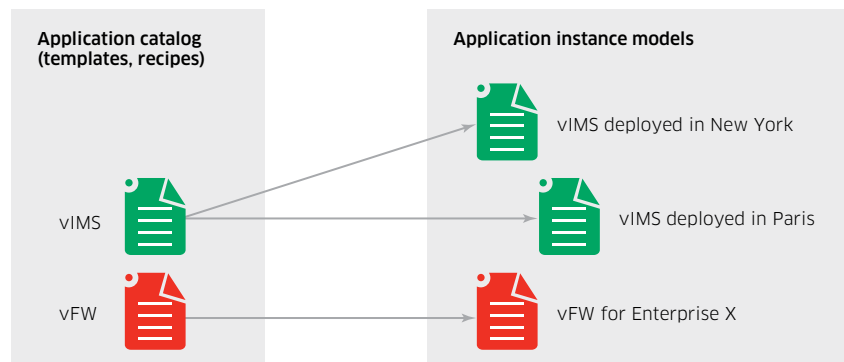 Application catalog
(templates, recipes)
vIMS
vFW
Application instance models
vIMS deployed in New York
vIMS deployed in Paris
vFW for Enterprise X